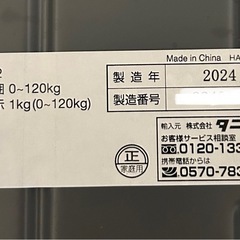 Made in China HA
2
囲 0~120kg
示 1kg(0~120kg)
製造年 2024
製造番号
正
家庭用
輸入元 株式会社 タニ
お客様サービス相談室
0120-133
携帯電話からは
0570-783